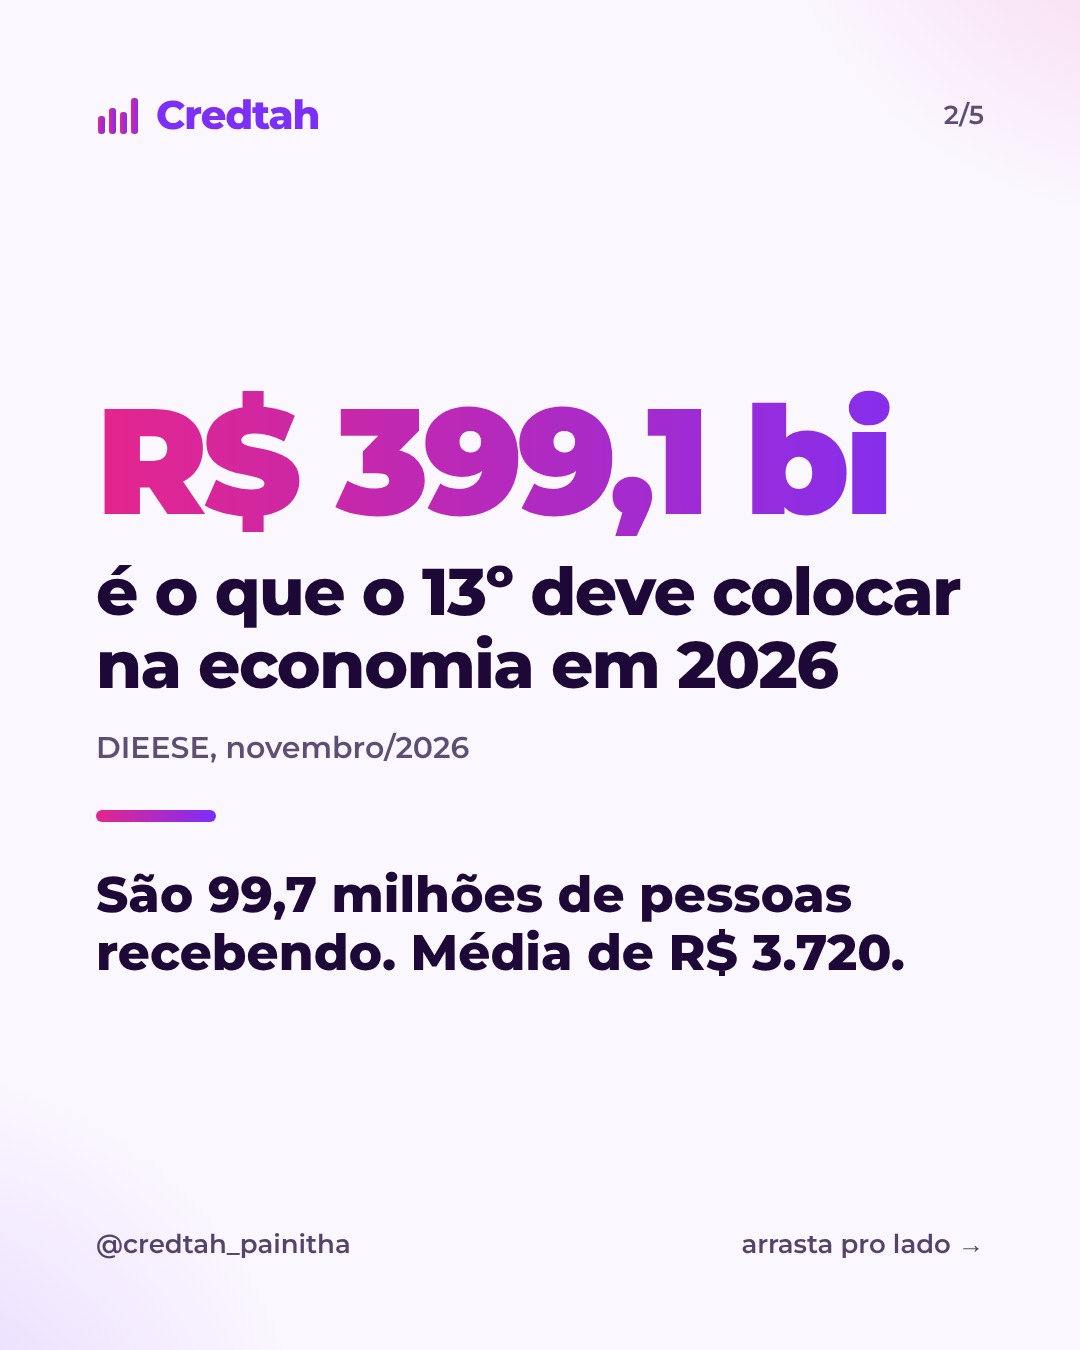 Credtah
2/5
R$ 399,1 bi
é o que o 13º deve colocar
na economia em 2026
DIEESE, novembro/2026
São 99,7 milhões de pessoas
recebendo. Média de R$ 3.720.
@credtah_painitha
arrasta pro lado →